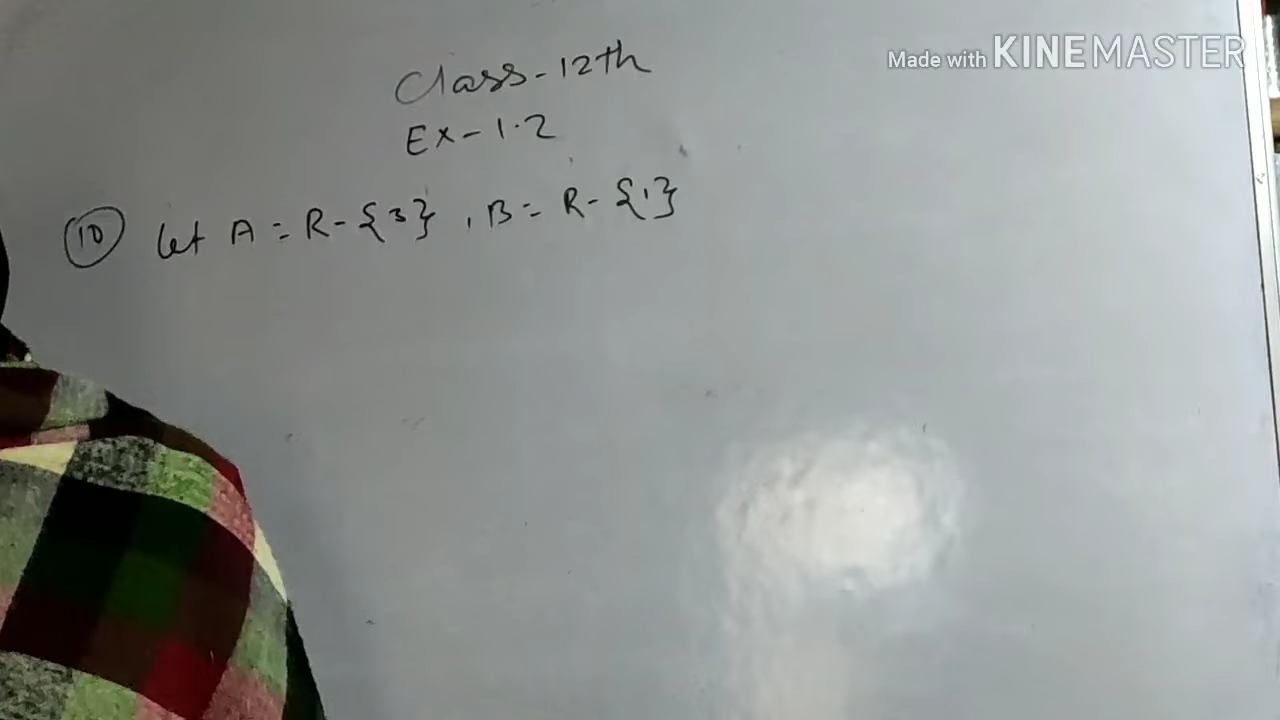 Made with KINEMASTER
Class-12th
Ex-1.2
10 let A = R-{3}, B = R-{1}